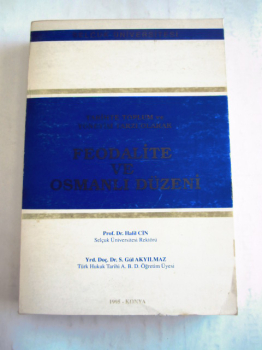 FEODALİTE
VE
OSMANLI DÜZENİ
Prof. Dr. Halil CİN
Selçuk Üniversitesi Rektörü
Yrd. Doç. Dr. S. Gül AKYILMAZ
Türk Hukuk Tarihi A. B. D. Öğretim Üyesi
1995 - KONYA